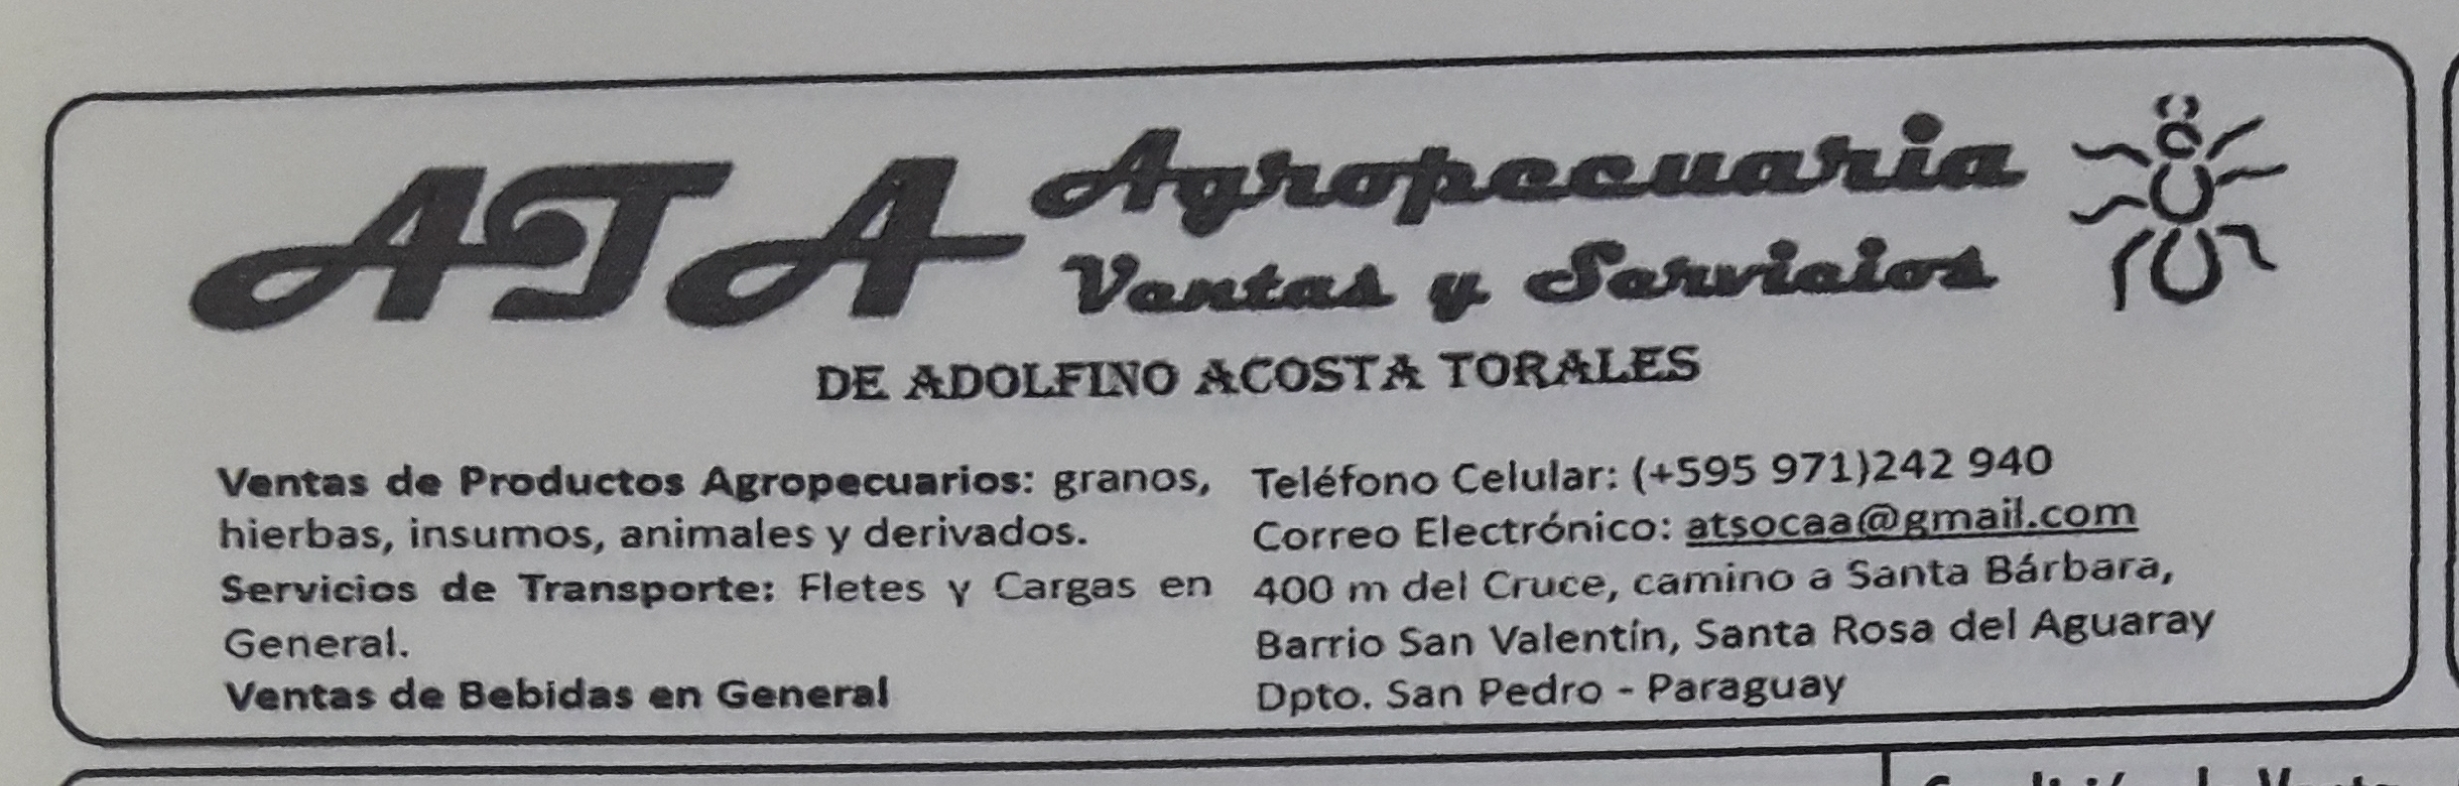 ATA Agropecuaria
Ventas y Servicios
DE ADOLFINO ACOSTA TORALES
Ventas de Productos Agropecuarios: granos,
hierbas, insumos, animales y derivados.
Servicios de Transporte: Fletes y Cargas en
General.
Ventas de Bebidas en General
Teléfono Celular: (+595 971)242 940
Correo Electrónico: atsocaa@gmail.com
400 m del Cruce, camino a Santa Bárbara,
Barrio San Valentín, Santa Rosa del Aguaray
Dpto. San Pedro - Paraguay